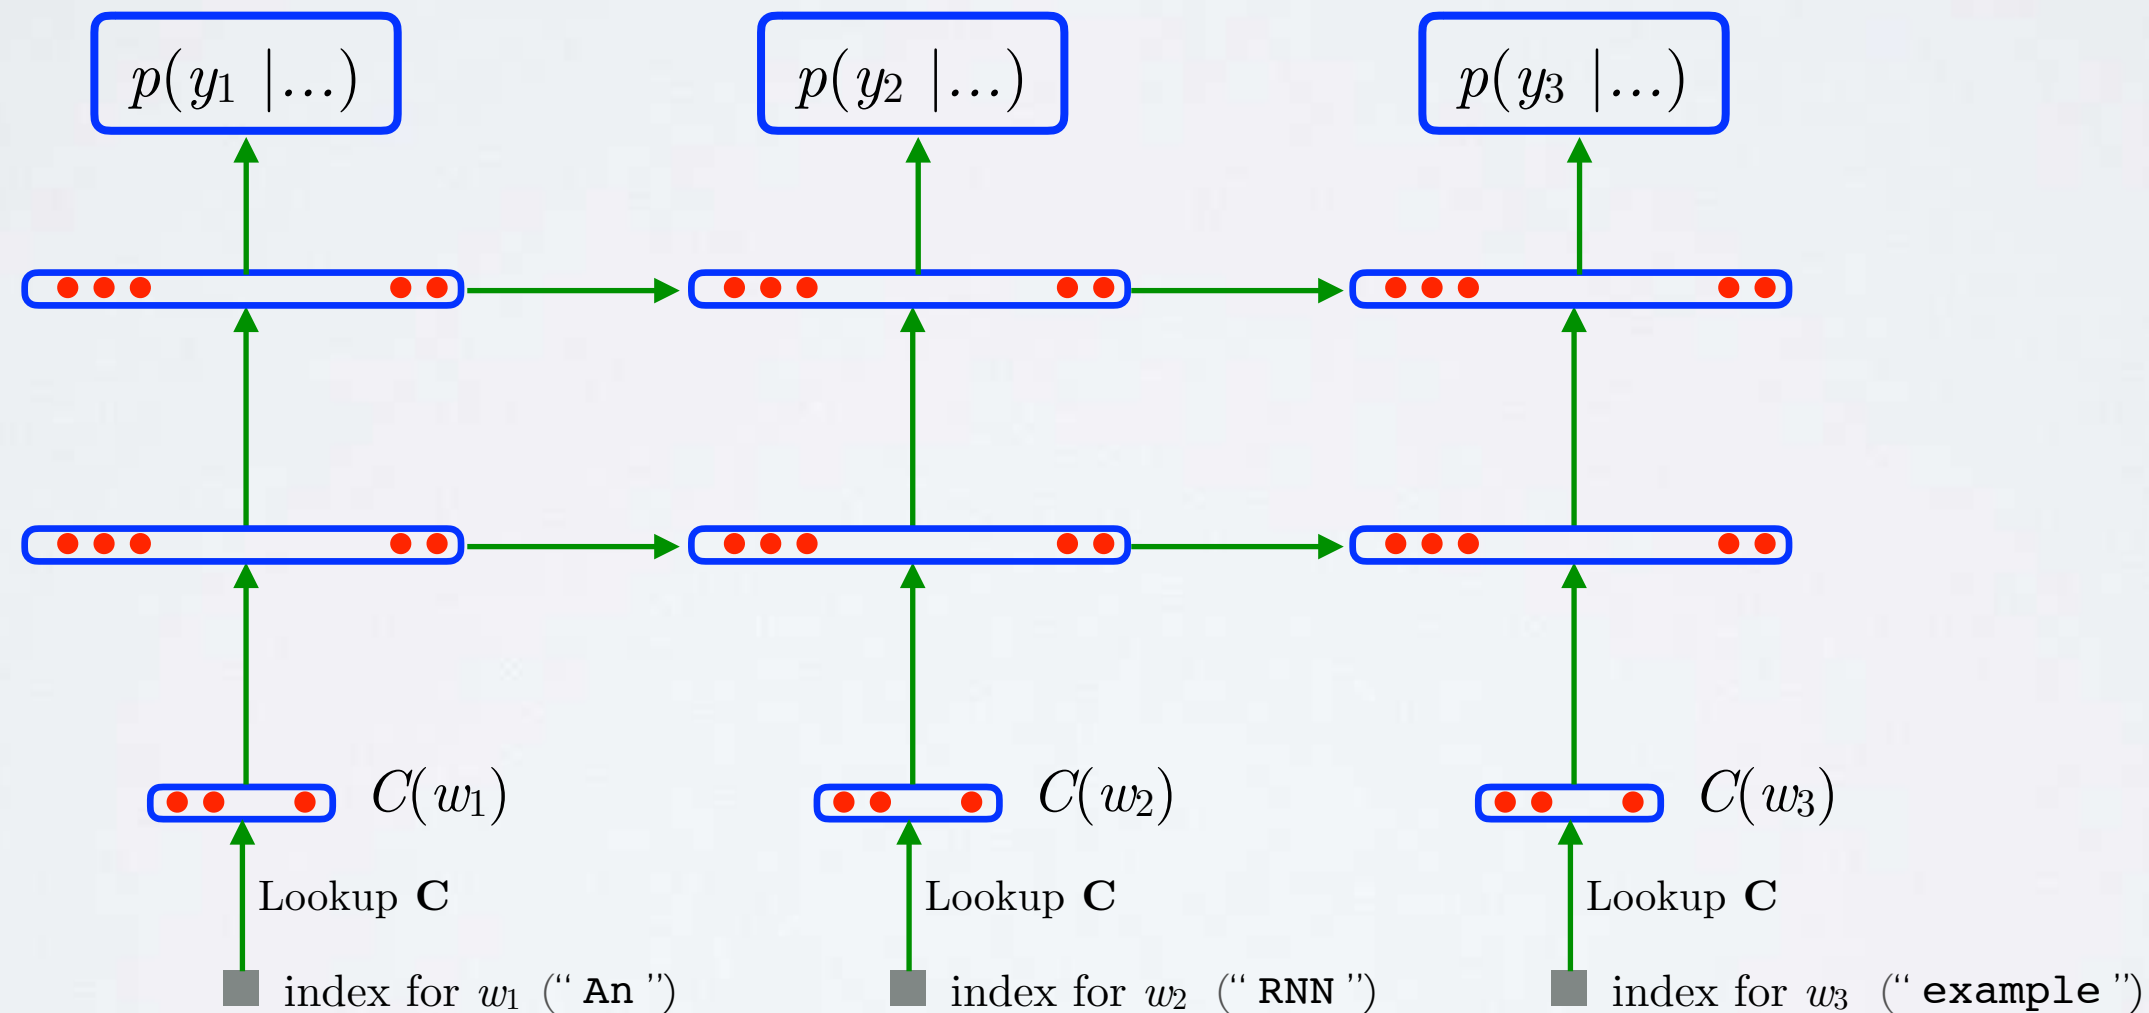 p(y₁ |...) p(y₂ |...) p(y₃ |...)
C(w₁) C(w₂) C(w₃)
Lookup C Lookup C Lookup C
index for w₁ (“ An ”) index for w₂ (“ RNN ”) index for w₃ (“ example ”)